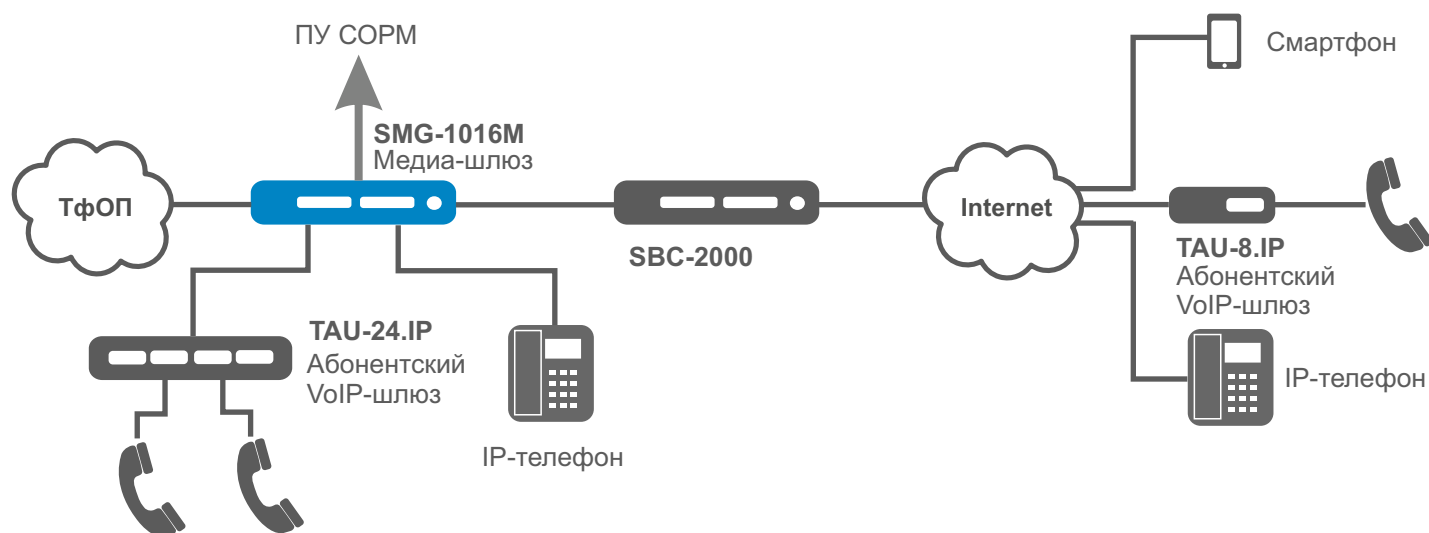 ПУ СОРМ
Смартфон
SMG-1016M
Медиа-шлюз
ТфОП
Internet
SBC-2000
TAU-8.IP
Абонентский
VoIP-шлюз
TAU-24.IP
Абонентский
VoIP-шлюз
IP-телефон
IP-телефон